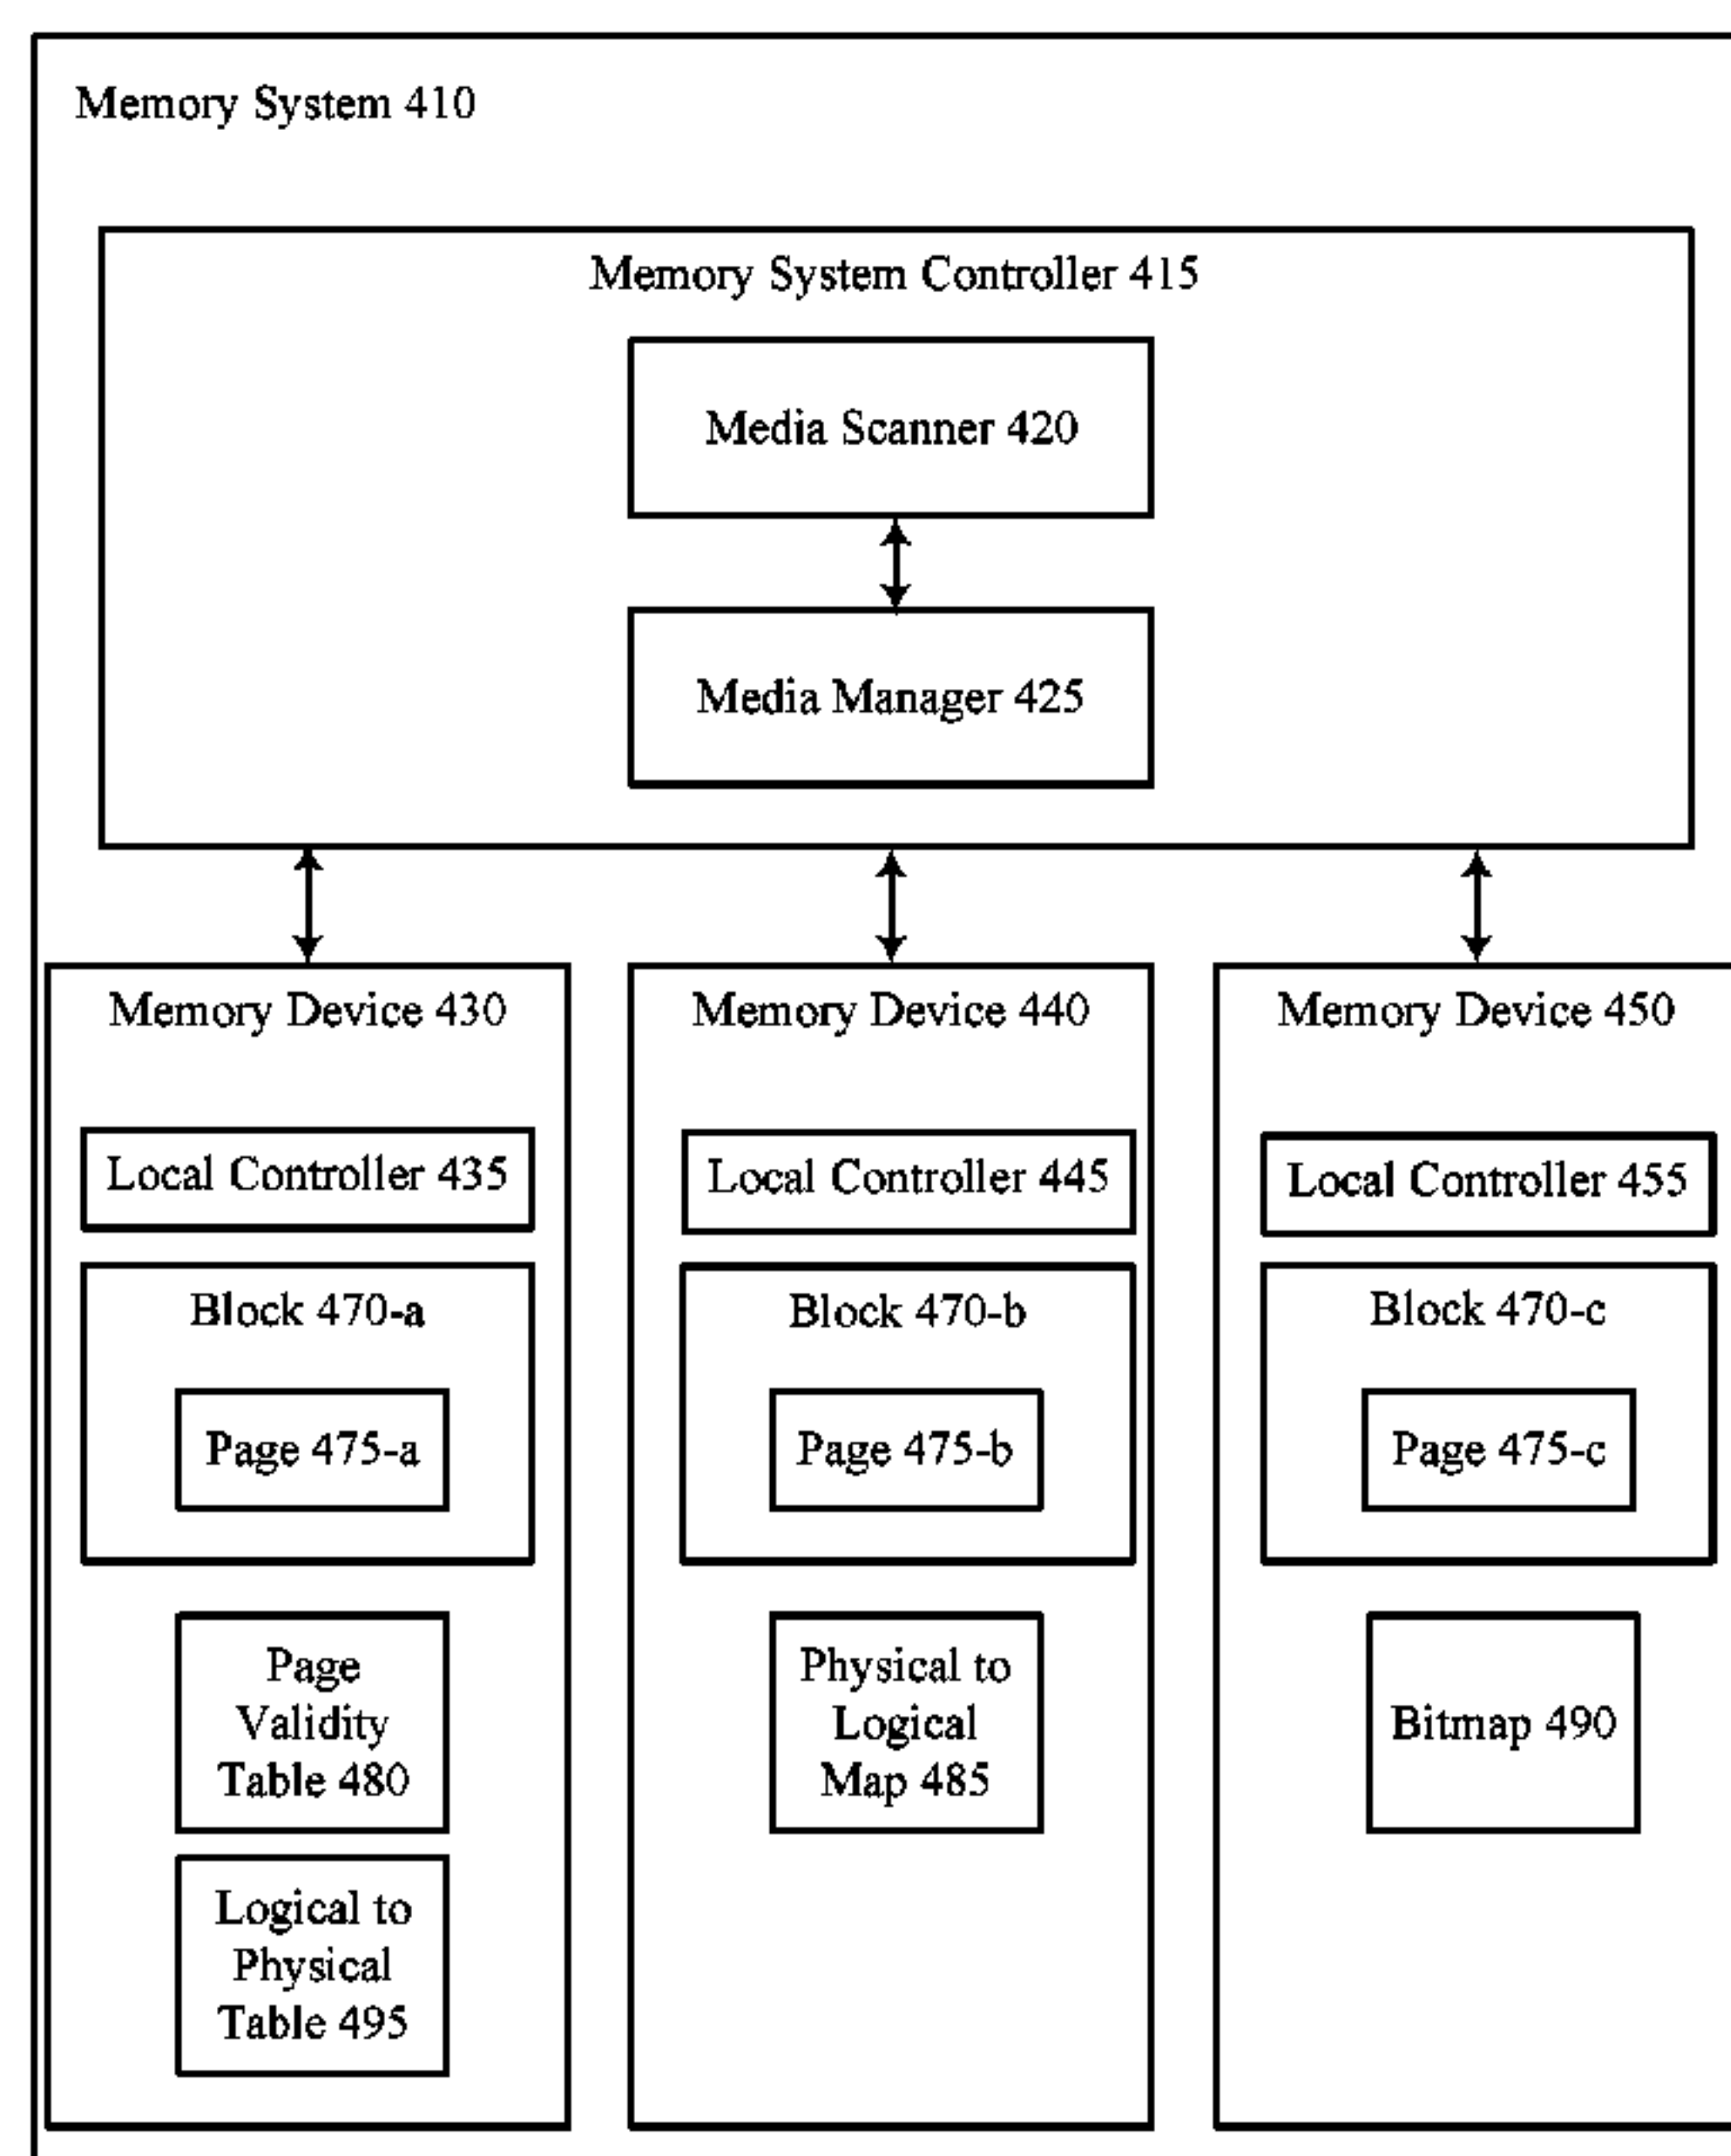 Memory System 410
Memory System Controller 415
Media Scanner 420
Media Manager 425
Memory Device 430
Local Controller 435
Block 470-a
Page 475-a
Page
Validity
Table 480
Logical to
Physical
Table 495
Memory Device 440
Local Controller 445
Block 470-b
Page 475-b
Physical to
Logical
Map 485
Memory Device 450
Local Controller 455
Block 470-c
Page 475-c
Bitmap 490